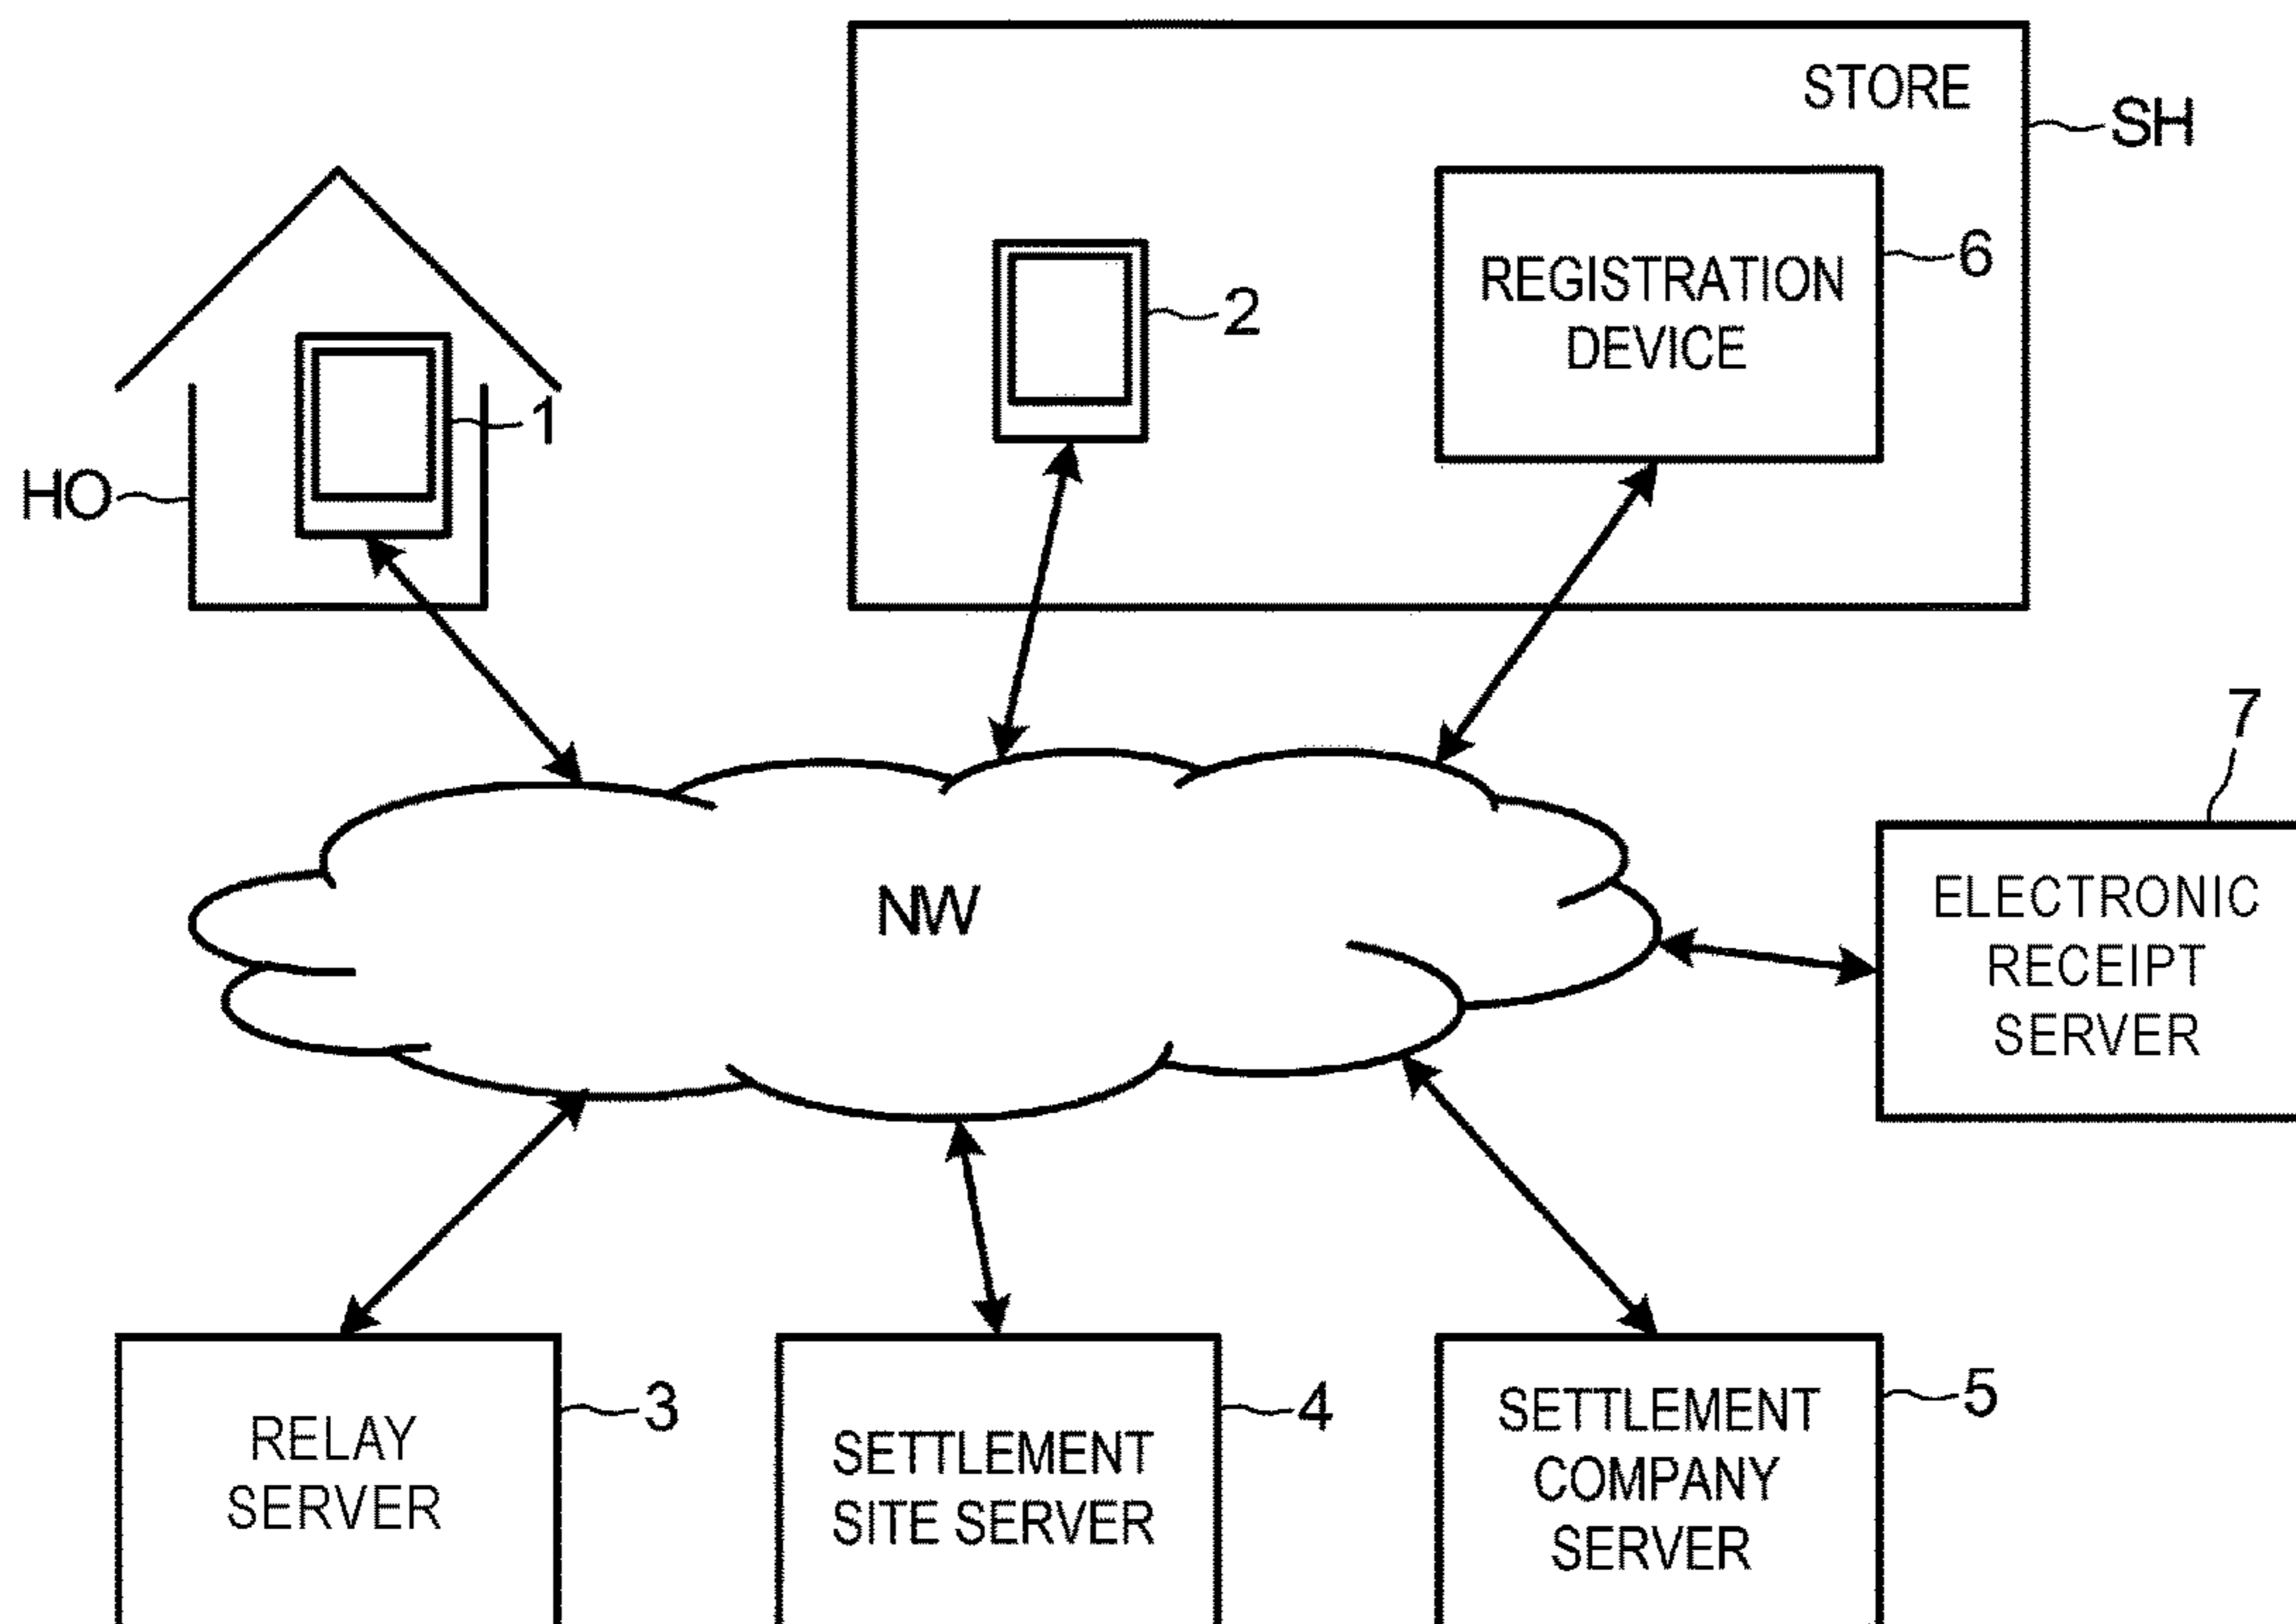 STORE
SH
REGISTRATION
DEVICE
6
2
1
HO
7
NW
ELECTRONIC
RECEIPT
SERVER
RELAY
SERVER
3
SETTLEMENT
SITE SERVER
4
SETTLEMENT
COMPANY
SERVER
5